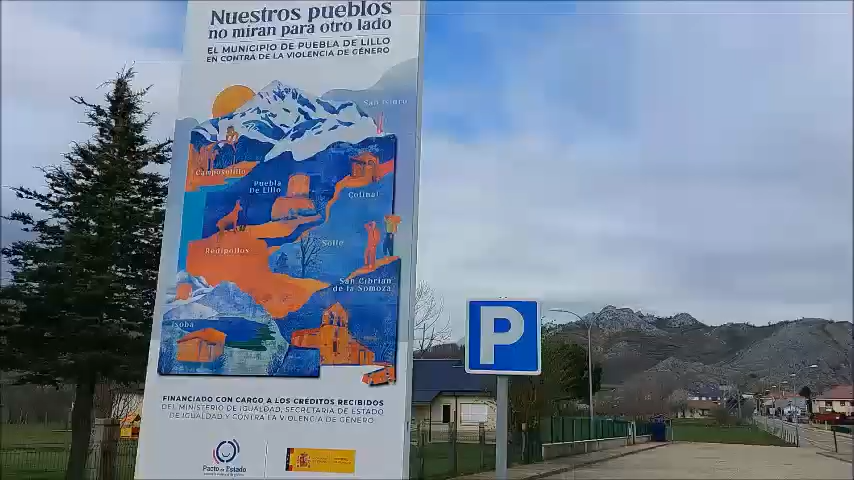 Nuestros pueblos
no miran para otro lado
EL MUNICIPIO DE PUEBLA DE LILLO
EN CONTRA DE LA VIOLENCIA DE GÉNERO
San Isidro
Camposolillo
Puebla
De Lillo
Cofiñal
Redipollos
Solle
San Cibrián
de la Somoza
Isoba
FINANCIADO CON CARGO A LOS CRÉDITOS RECIBIDOS
DEL MINISTERIO DE IGUALDAD, SECRETARÍA DE ESTADO
DE IGUALDAD Y CONTRA LA VIOLENCIA DE GÉNERO
Pacto de Estado
P